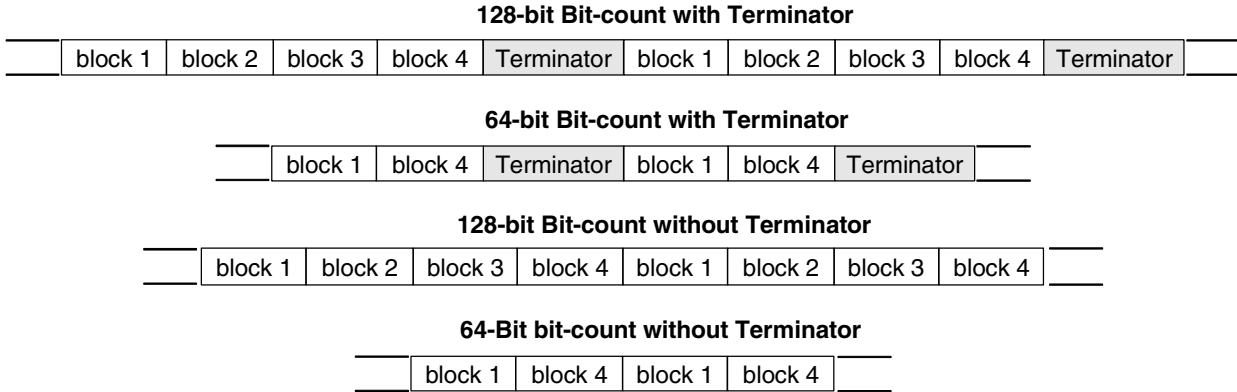 128-bit Bit-count with Terminator
block 1 block 2 block 3 block 4 Terminator block 1 block 2 block 3 block 4 Terminator
64-bit Bit-count with Terminator
block 1 block 4 Terminator block 1 block 4 Terminator
128-bit Bit-count without Terminator
block 1 block 2 block 3 block 4 block 1 block 2 block 3 block 4
64-Bit bit-count without Terminator
block 1 block 4 block 1 block 4